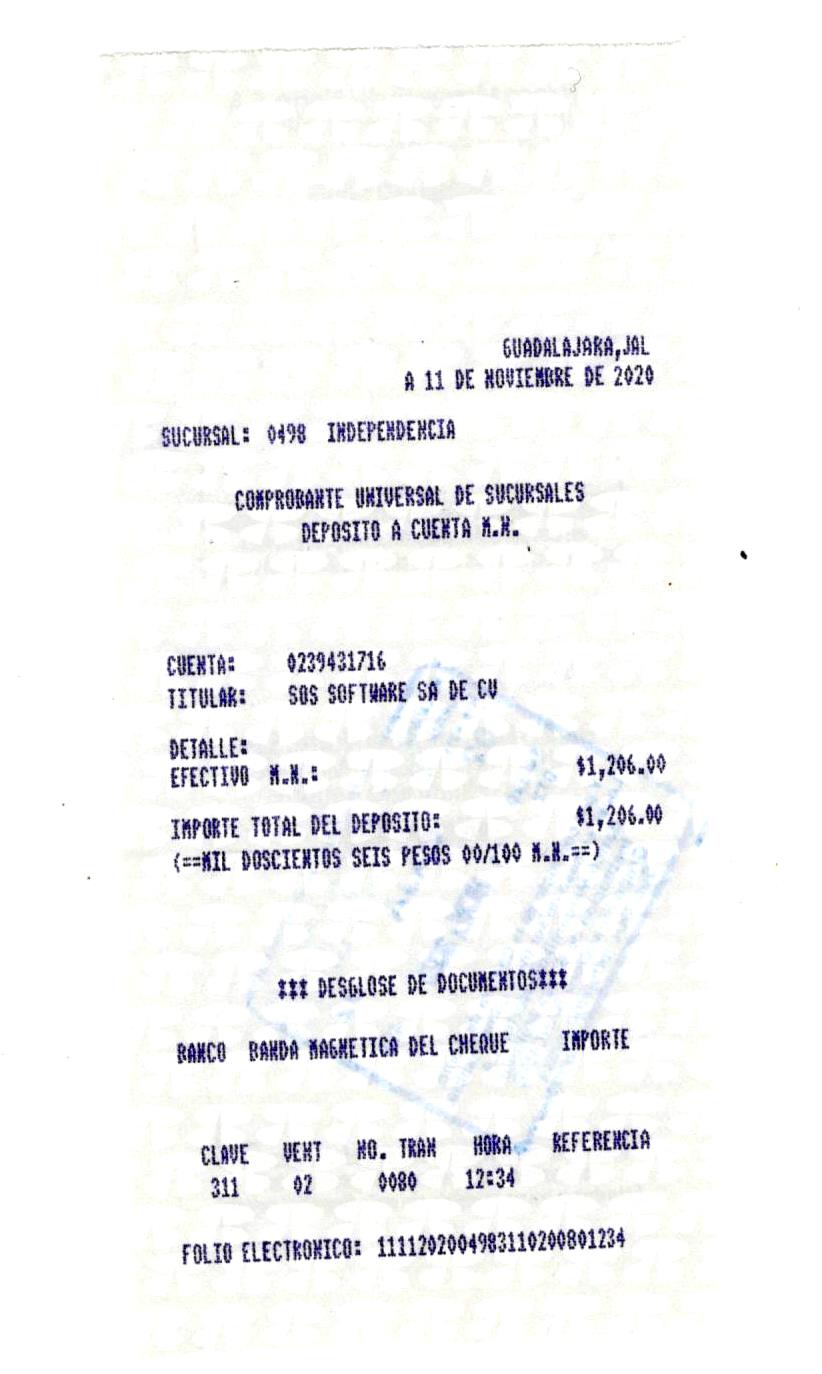 GUADALAJARA,JAL
A 11 DE NOVIEMBRE DE 2020
SUCURSAL: 0498 INDEPENDENCIA
COMPROBANTE UNIVERSAL DE SUCURSALES
DEPOSITO A CUENTA M.N.
CUENTA: 0239431716
TITULAR: SOS SOFTWARE SA DE CV
DETALLE:
EFECTIVO M.N.: $1,206.00
IMPORTE TOTAL DEL DEPOSITO: $1,206.00
(==MIL DOSCIENTOS SEIS PESOS 00/100 M.N.==)
*** DESGLOSE DE DOCUMENTOS***
BANCO BANDA MAGNETICA DEL CHEQUE IMPORTE
CLAVE VENT NO. TRAN HORA REFERENCIA
311 02 0080 12:34
FOLIO ELECTRONICO: 1111202004983110200801234